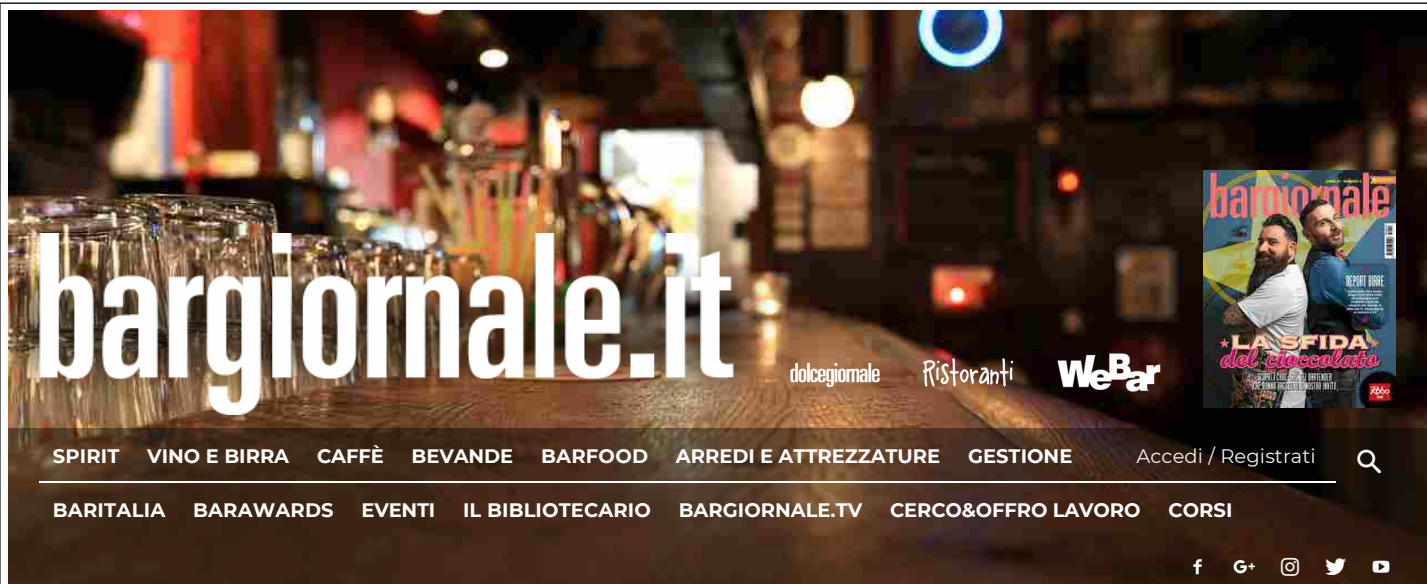 bargiornale.it
dolcegiornale
Ristoranti
WeBar
bargiornale
REPORT BIRRE
★LA SFIDA★
del cioccolato
SPIRIT VINO E BIRRA CAFFÈ BEVANDE BARFOOD ARREDI E ATTREZZATURE GESTIONE Accedi / Registrati
BARITALIA BARAWARDS EVENTI IL BIBLIOTECARIO BARGIORNALE.TV CERCO&OFFRO LAVORO CORSI
f G+